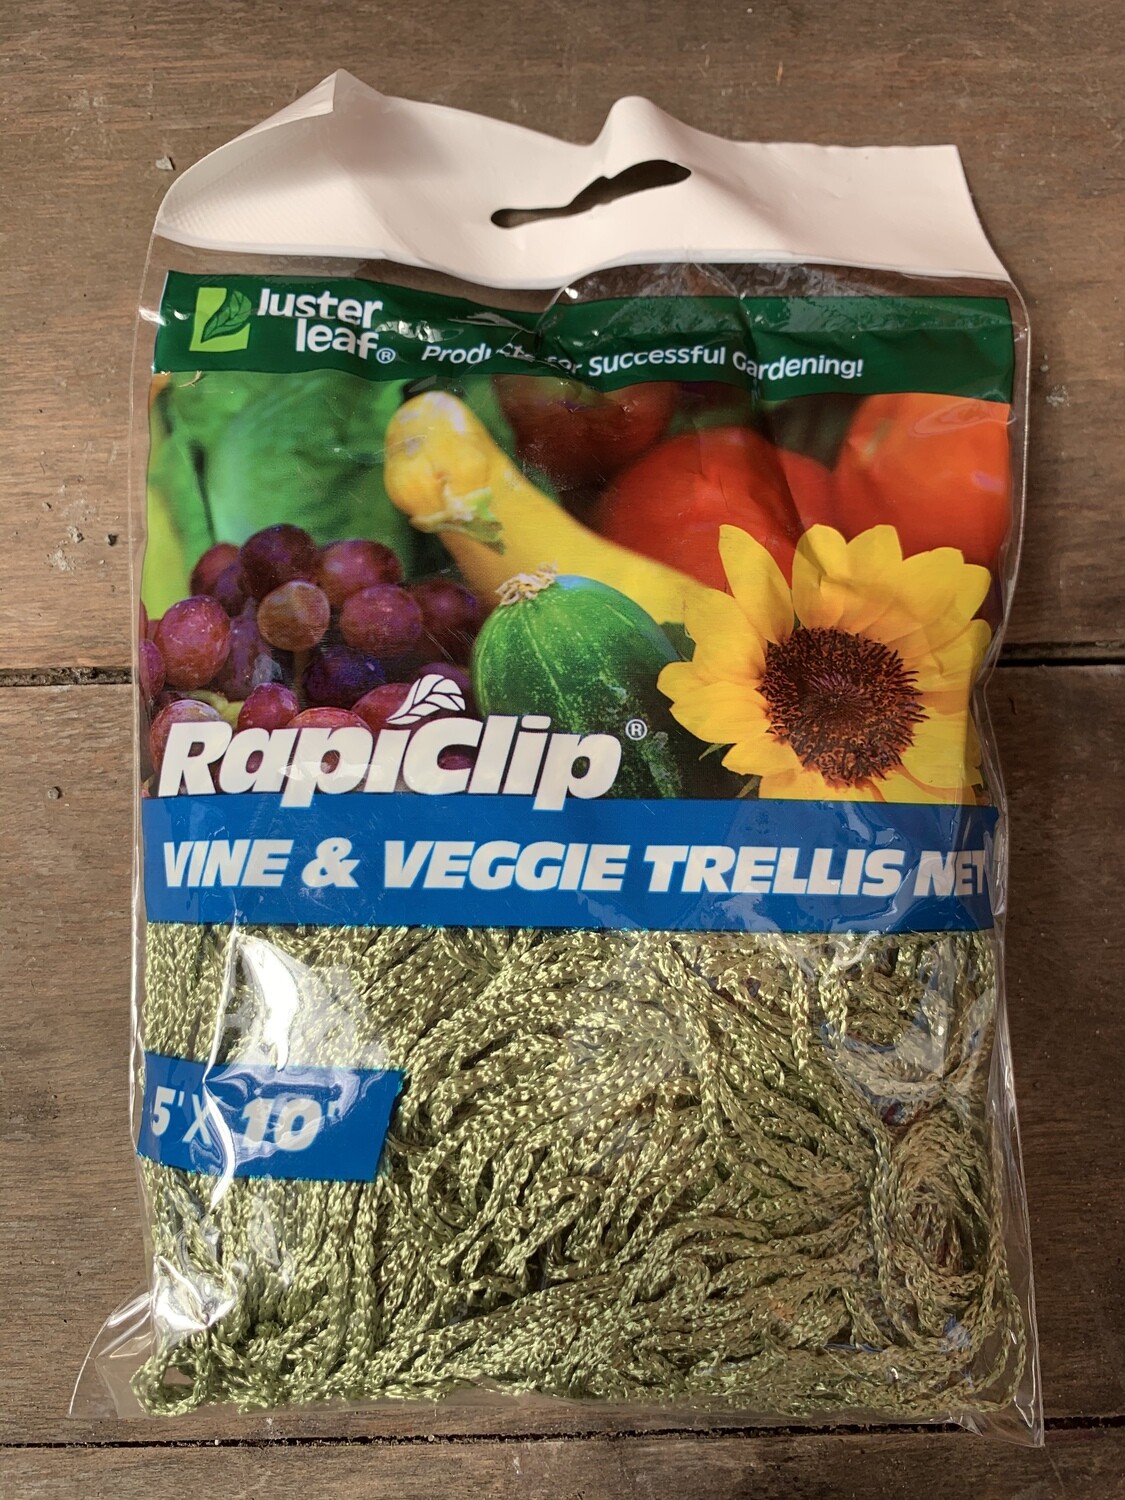 luster
leaf®
Products for Successful Gardening!
RapiClip®
VINE & VEGGIE TRELLIS NET
5' X 10'